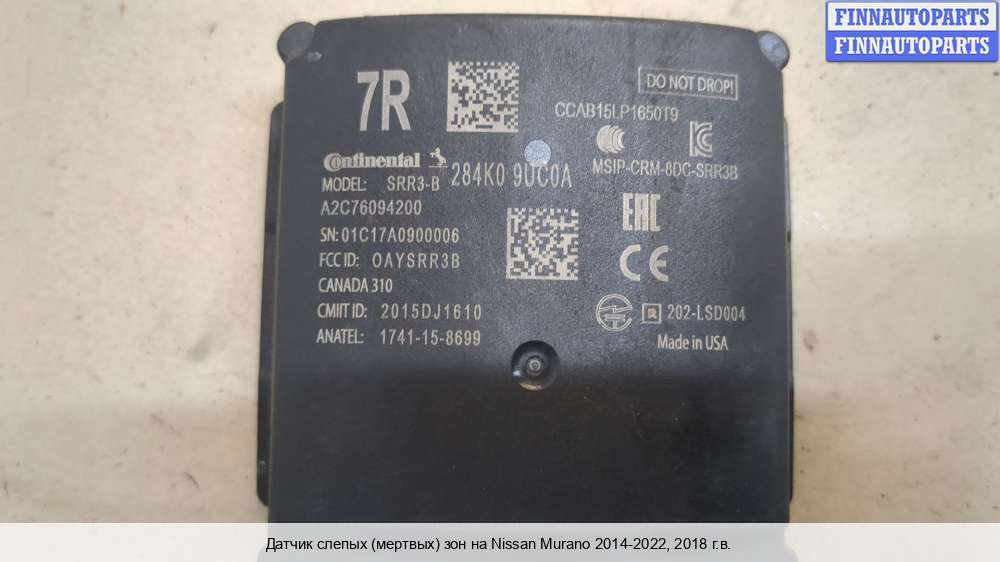 FINNAUTOPARTS
FINNAUTOPARTS
7R
DO NOT DROP!
CCAB15LP1650T9
Continental
284K0 9UC0A
MSIP-CRM-8DC-SRR3B
MODEL: SRR3-B
A2C76094200
SN: 01C17A0900006
EAC
FCC ID: OAYSRR3B
CE
CANADA 310
CMIIT ID: 2015DJ1610
R 202-LSD004
ANATEL: 1741-15-8699
Made in USA
Датчик слепых (мертвых) зон на Nissan Murano 2014-2022, 2018 г.в.